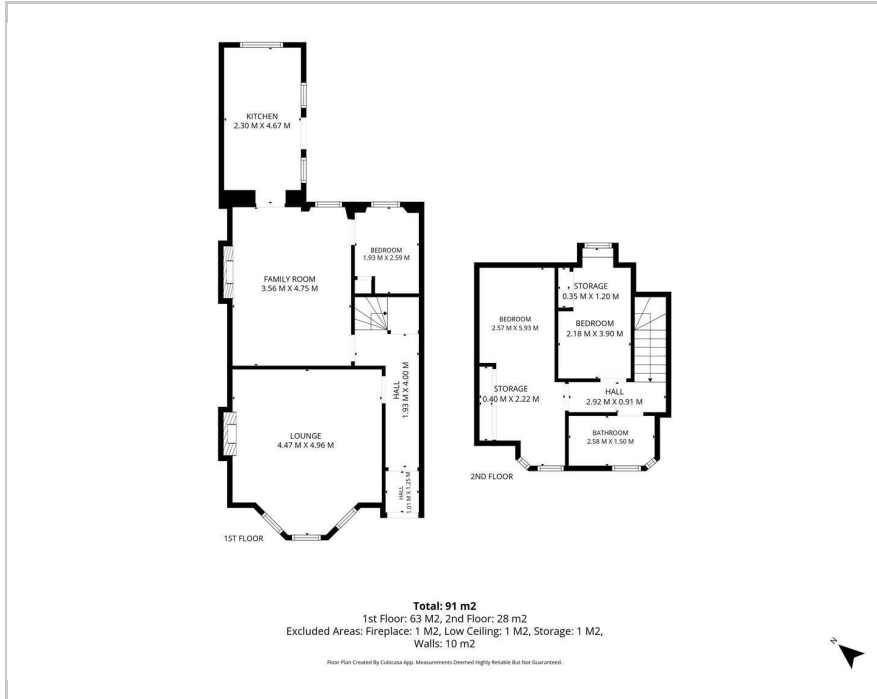 KITCHEN
2.30 M X 4.67 M
BEDROOM
1.93 M X 2.59 M
FAMILY ROOM
3.56 M X 4.75 M
HALL
1.93 M X 4.00 M
LOUNGE
4.47 M X 4.96 M
HALL
1.01 M X 1.25 M
1ST FLOOR
STORAGE
0.35 M X 1.20 M
BEDROOM
2.57 M X 5.93 M
BEDROOM
2.18 M X 3.90 M
STORAGE
0.40 M X 2.22 M
HALL
2.92 M X 0.91 M
BATHROOM
2.58 M X 1.50 M
2ND FLOOR
Total: 91 m2
1st Floor: 63 M2, 2nd Floor: 28 m2
Excluded Areas: Fireplace: 1 M2, Low Ceiling: 1 M2, Storage: 1 M2,
Walls: 10 m2
Floor Plan Created By Cubicasa App. Measurements Deemed Highly Reliable But Not Guaranteed.
N